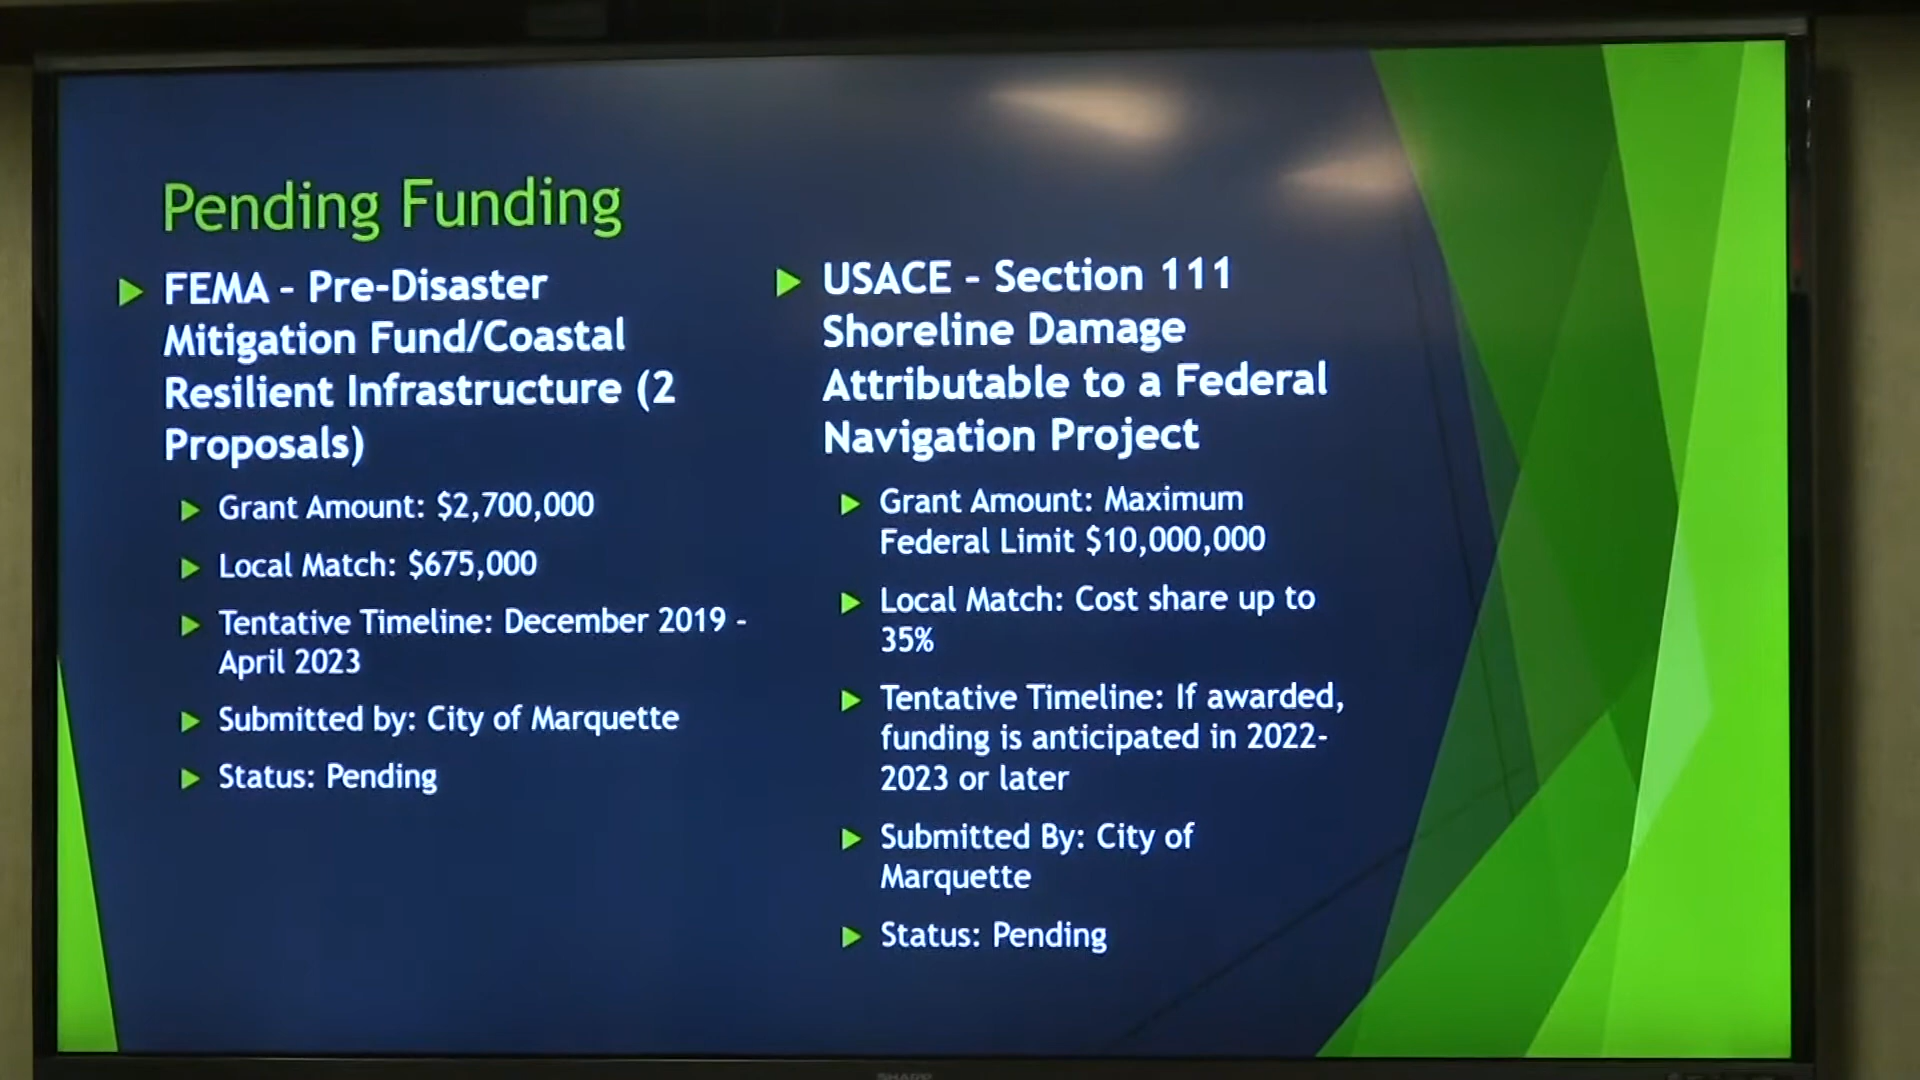 Pending Funding
FEMA – Pre-Disaster
Mitigation Fund/Coastal
Resilient Infrastructure (2
Proposals)
Grant Amount: $2,700,000
Local Match: $675,000
Tentative Timeline: December 2019 -
April 2023
Submitted by: City of Marquette
Status: Pending
USACE – Section 111
Shoreline Damage
Attributable to a Federal
Navigation Project
Grant Amount: Maximum
Federal Limit $10,000,000
Local Match: Cost share up to
35%
Tentative Timeline: If awarded,
funding is anticipated in 2022-
2023 or later
Submitted By: City of
Marquette
Status: Pending
SHARP